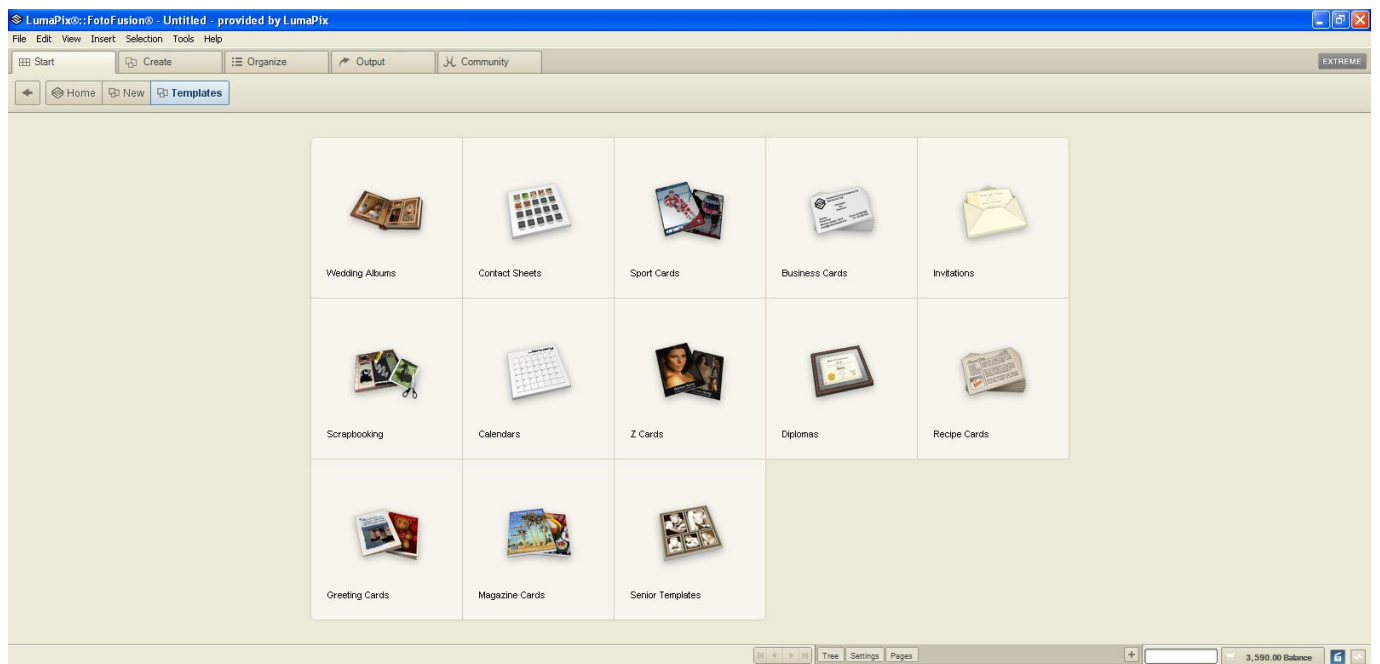 LumaPix®::FotoFusion® - Untitled - provided by LumaPix
File Edit View Insert Selection Tools Help
Start Create Organize Output Community EXTREME
Home New Templates
Wedding Albums Contact Sheets Sport Cards Business Cards Invitations
January
Scrapbooking Calendars Z Cards Diplomas Recipe Cards
Greeting Cards Magazine Cards Senior Templates
Tree Settings Pages 3,590.00 Balance